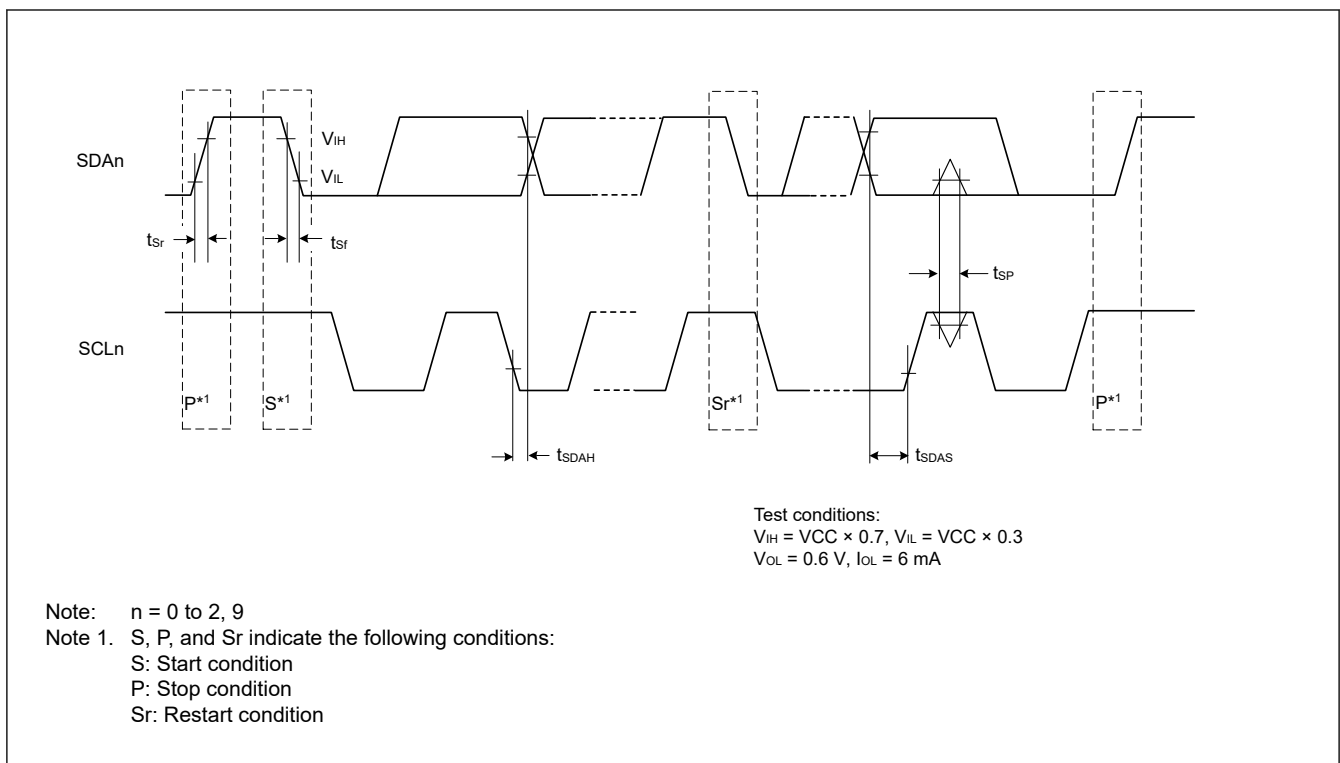 SDAn
VIH
VIL
tSr
tSf
tSP
SCLn
P*1
S*1
Sr*1
P*1
tSDAH
tSDAS
Test conditions:
VIH = VCC × 0.7, VIL = VCC × 0.3
VOL = 0.6 V, IOL = 6 mA
Note: n = 0 to 2, 9
Note 1. S, P, and Sr indicate the following conditions:
S: Start condition
P: Stop condition
Sr: Restart condition